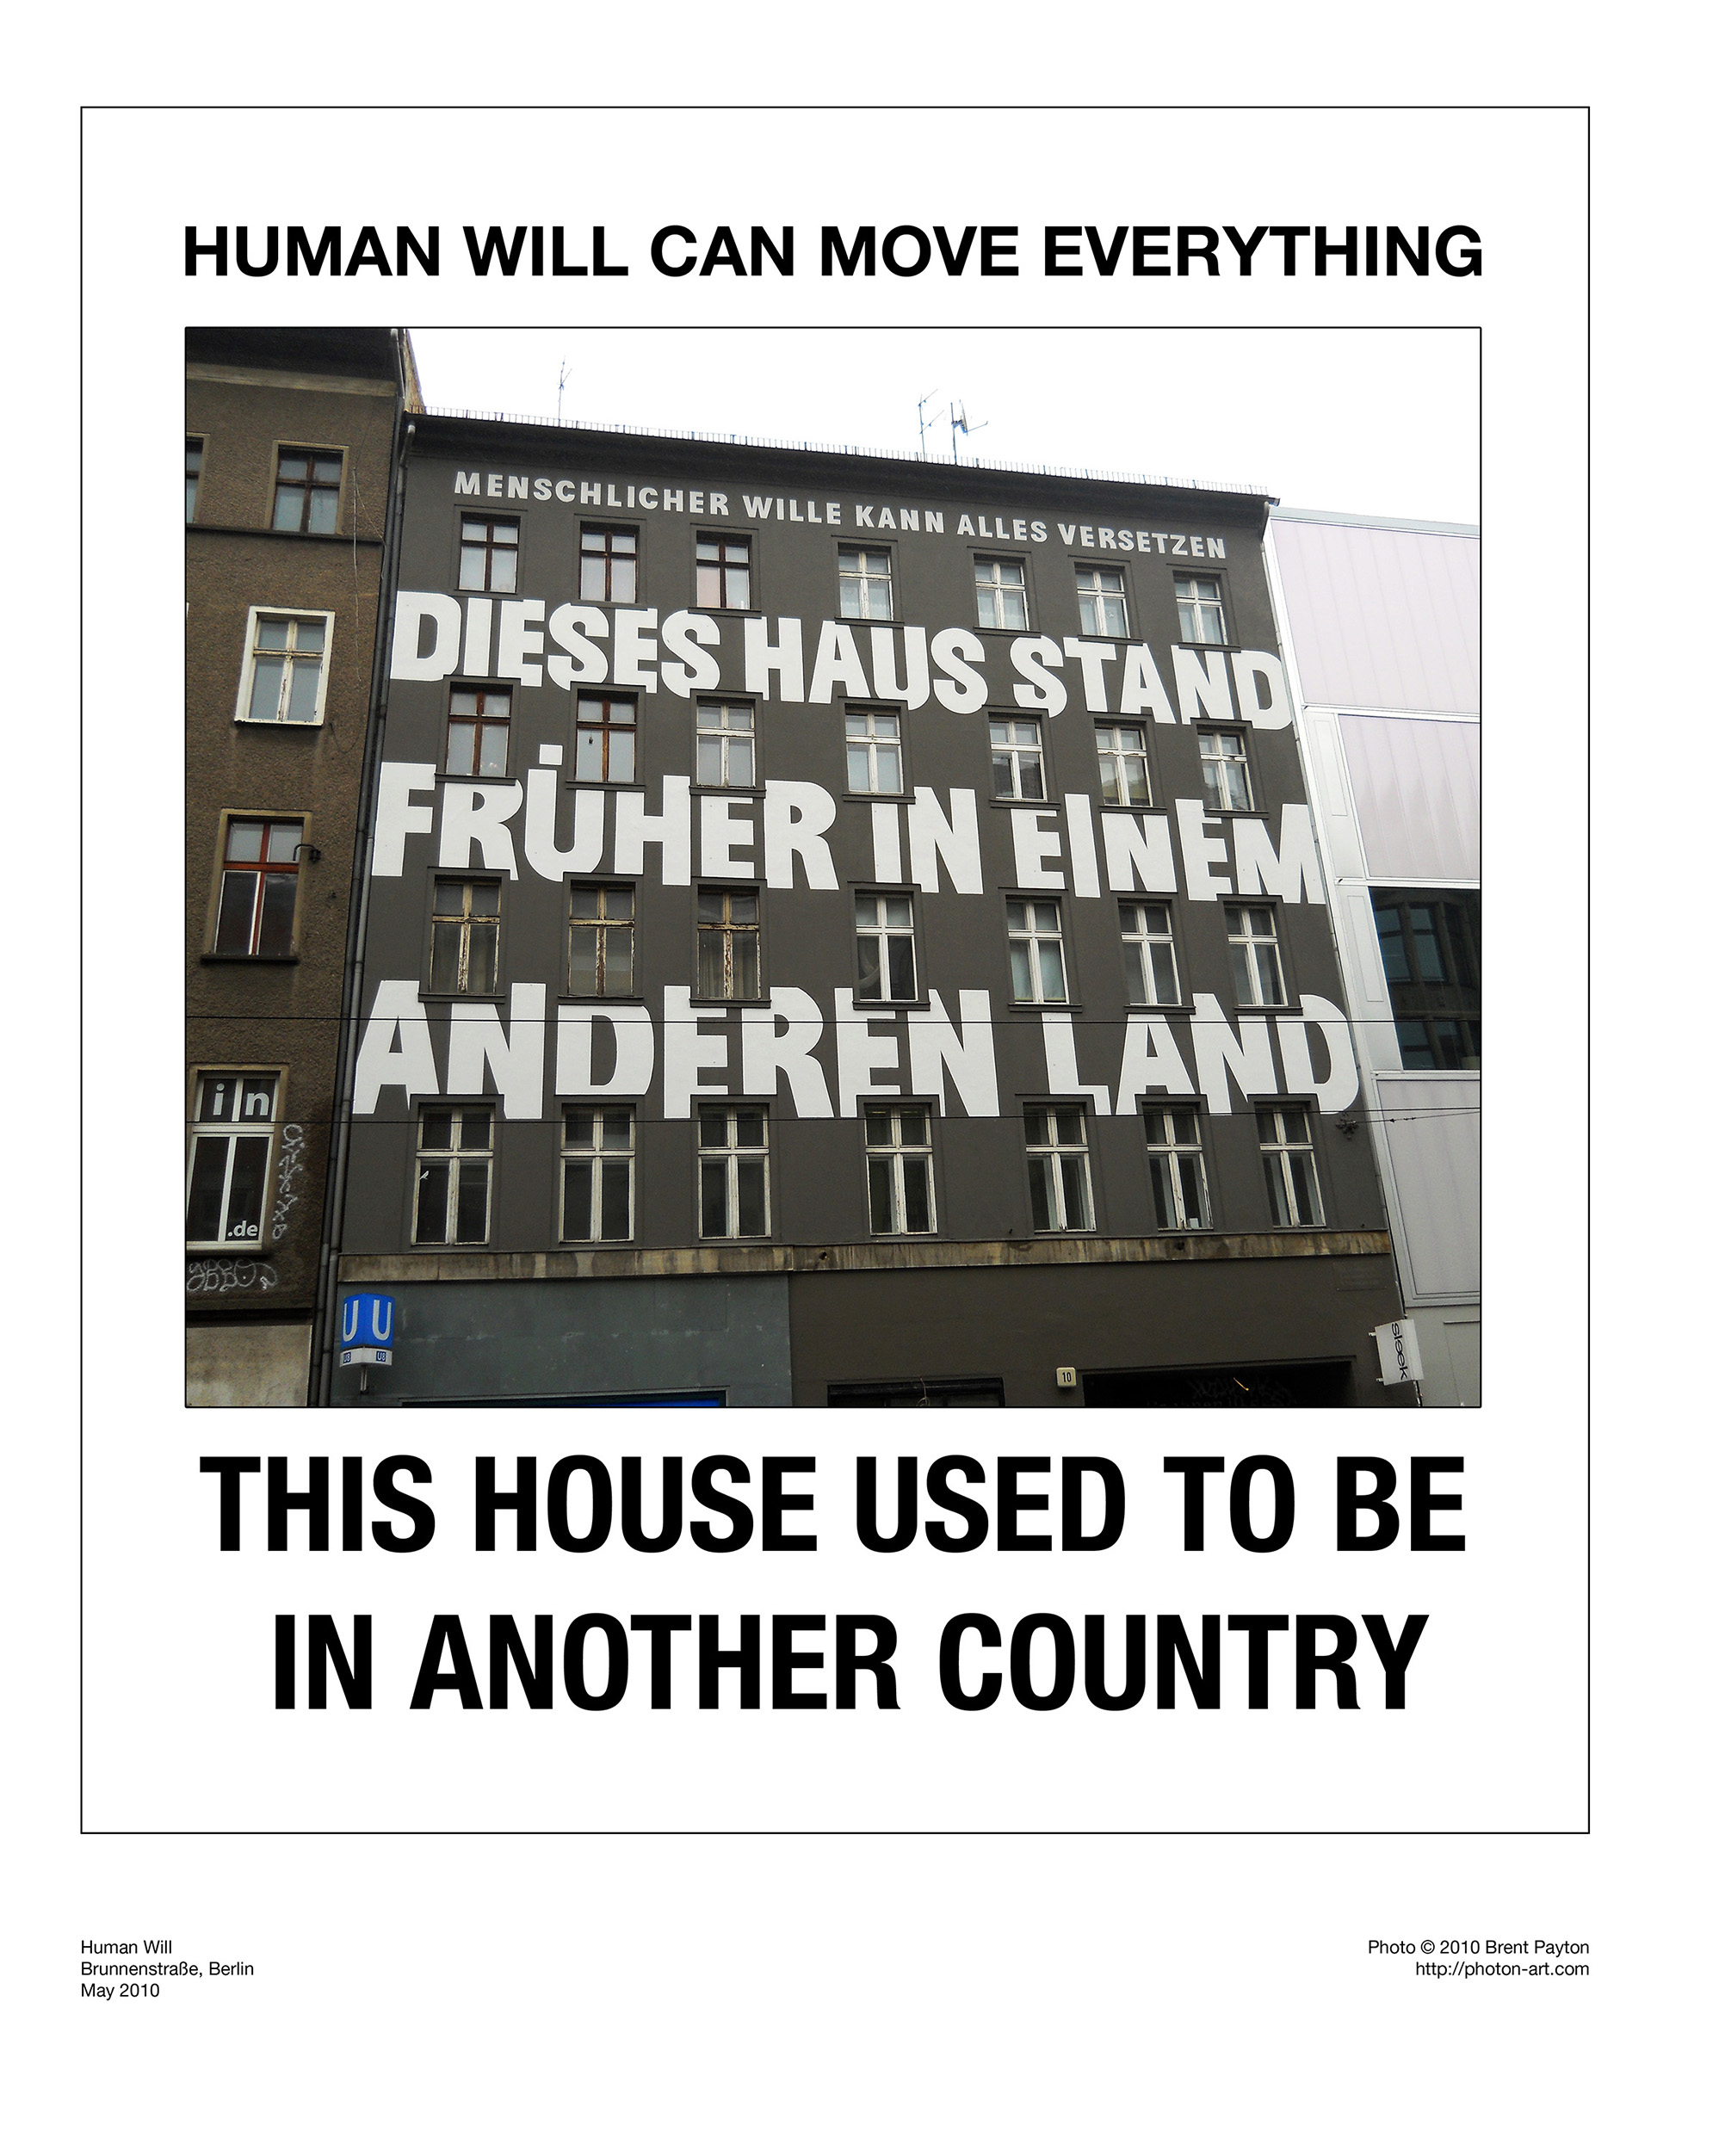 HUMAN WILL CAN MOVE EVERYTHING
MENSCHLICHER WILLE KANN ALLES VERSETZEN
DIESES HAUS STAND
FRÜHER IN EINEM
ANDEREN LAND
in
.de
U U
U8 U8
10
sleek
THIS HOUSE USED TO BE
IN ANOTHER COUNTRY
Human Will
Brunnenstraße, Berlin
May 2010
Photo © 2010 Brent Payton
http://photon-art.com